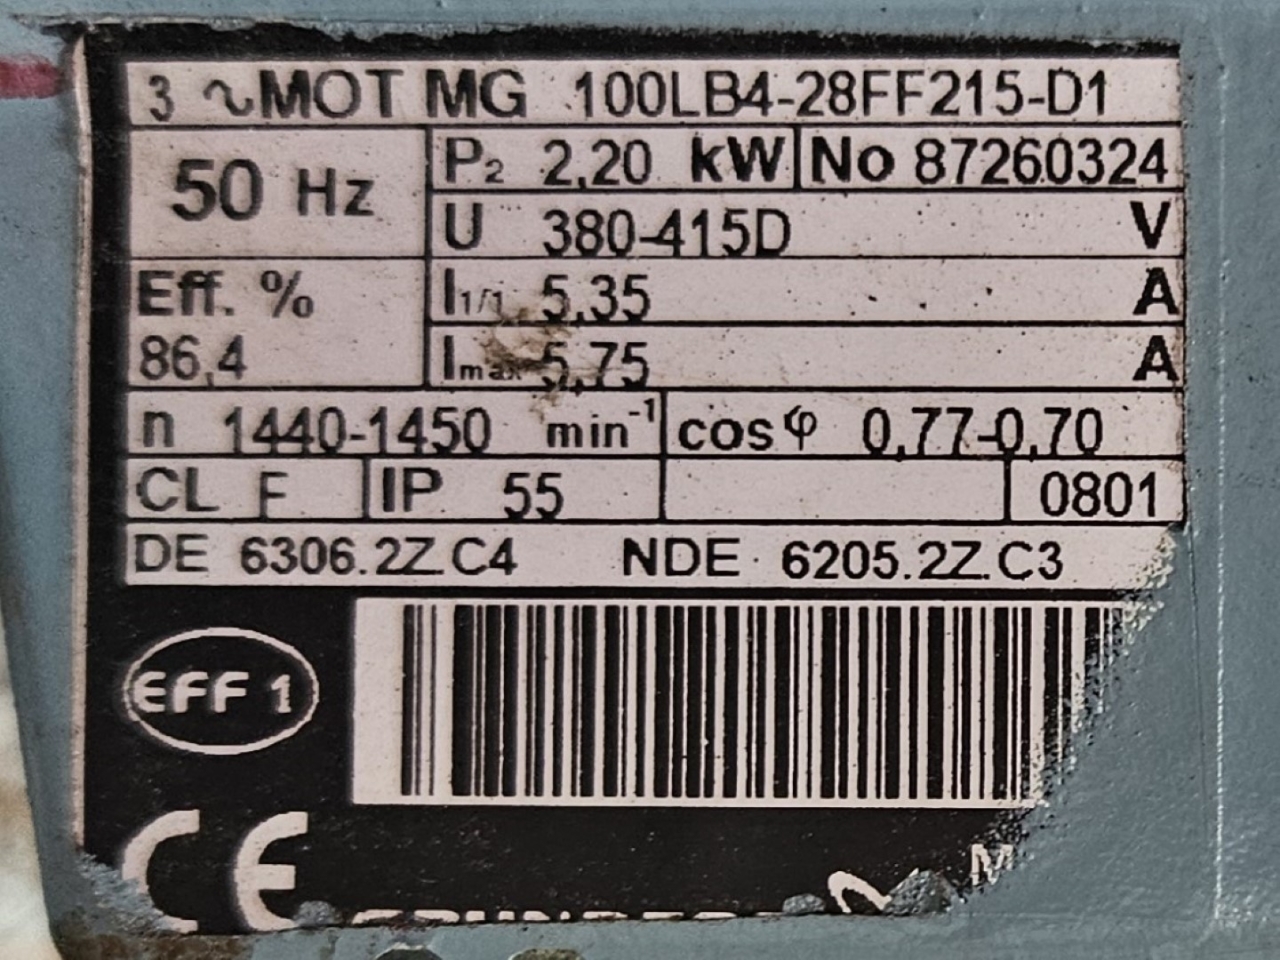 3 ~MOT MG 100LB4-28FF215-D1
50 Hz
P2 2,20 kW No 87260324
U 380-415D V
Eff. %
86,4
I1/1 5,35 A
Imax 5,75 A
n 1440-1450 min-1 cosφ 0,77-0,70
CL F IP 55 0801
DE 6306.2Z.C4 NDE 6205.2Z.C3
EFF 1
CE